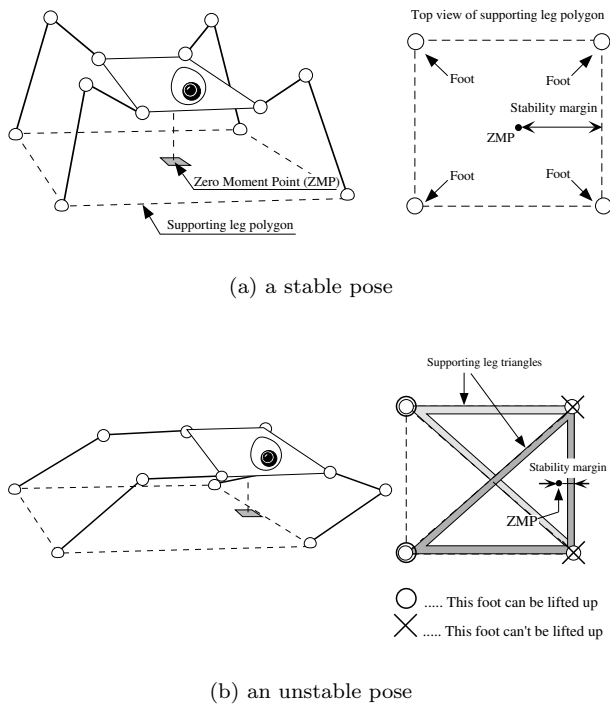 Top view of supporting leg polygon
Foot
Foot
Stability margin
ZMP
Foot
Foot
Zero Moment Point (ZMP)
Supporting leg polygon
(a) a stable pose
Supporting leg triangles
Stability margin
ZMP
..... This foot can be lifted up
..... This foot can't be lifted up
(b) an unstable pose